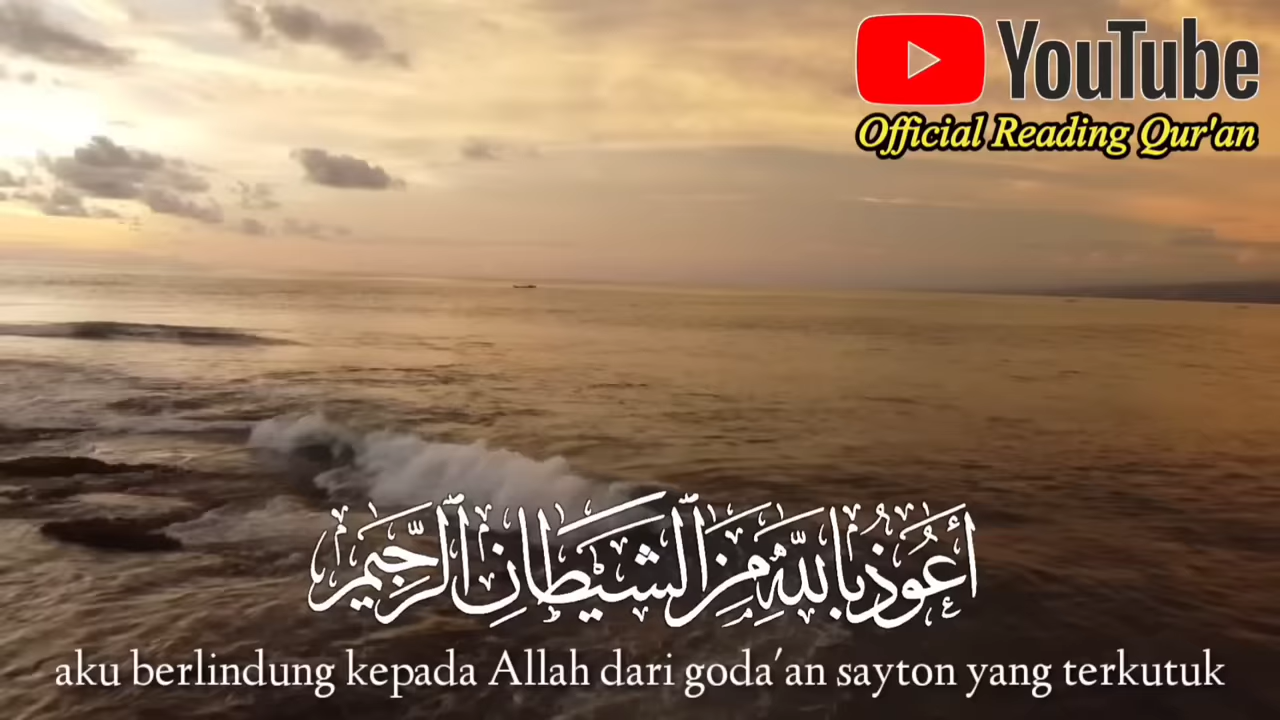 YouTube
Official Reading Qur'an
أَعُوذُ بِاللَّهِ مِنَ الشَّيْطَانِ الرَّجِيمِ
aku berlindung kepada Allah dari goda'an sayton yang terkutuk